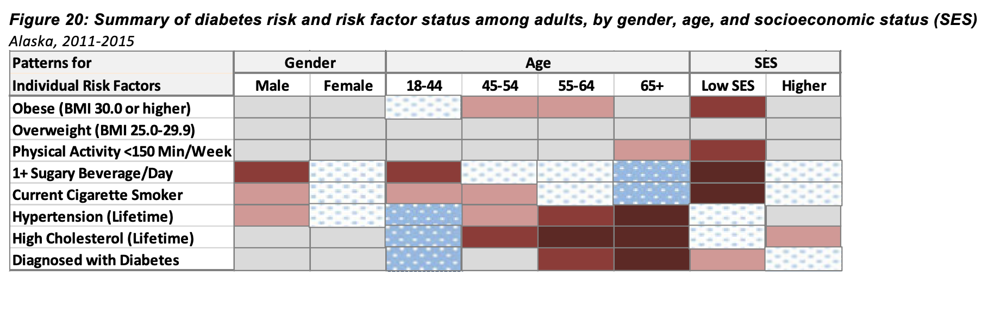 Figure 20: Summary of diabetes risk and risk factor status among adults, by gender, age, and socioeconomic status (SES)
Alaska, 2011-2015
Patterns for Gender Age SES
Individual Risk Factors Male Female 18-44 45-54 55-64 65+ Low SES Higher
Obese (BMI 30.0 or higher)
Overweight (BMI 25.0-29.9)
Physical Activity <150 Min/Week
1+ Sugary Beverage/Day
Current Cigarette Smoker
Hypertension (Lifetime)
High Cholesterol (Lifetime)
Diagnosed with Diabetes